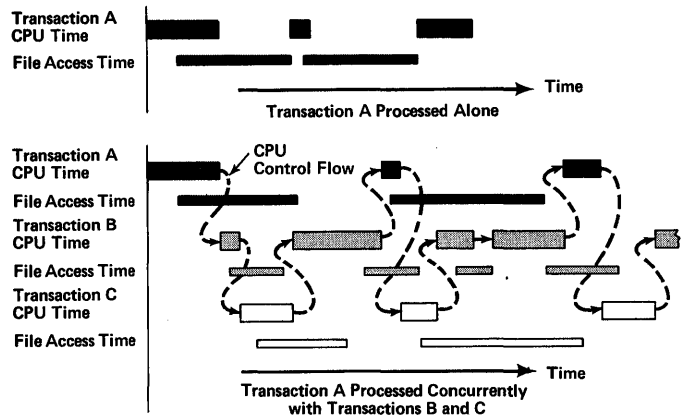 Transaction A
CPU Time
File Access Time
Time
Transaction A Processed Alone
Transaction A
CPU Time
CPU
Control Flow
File Access Time
Transaction B
CPU Time
File Access Time
Transaction C
CPU Time
File Access Time
Time
Transaction A Processed Concurrently
with Transactions B and C